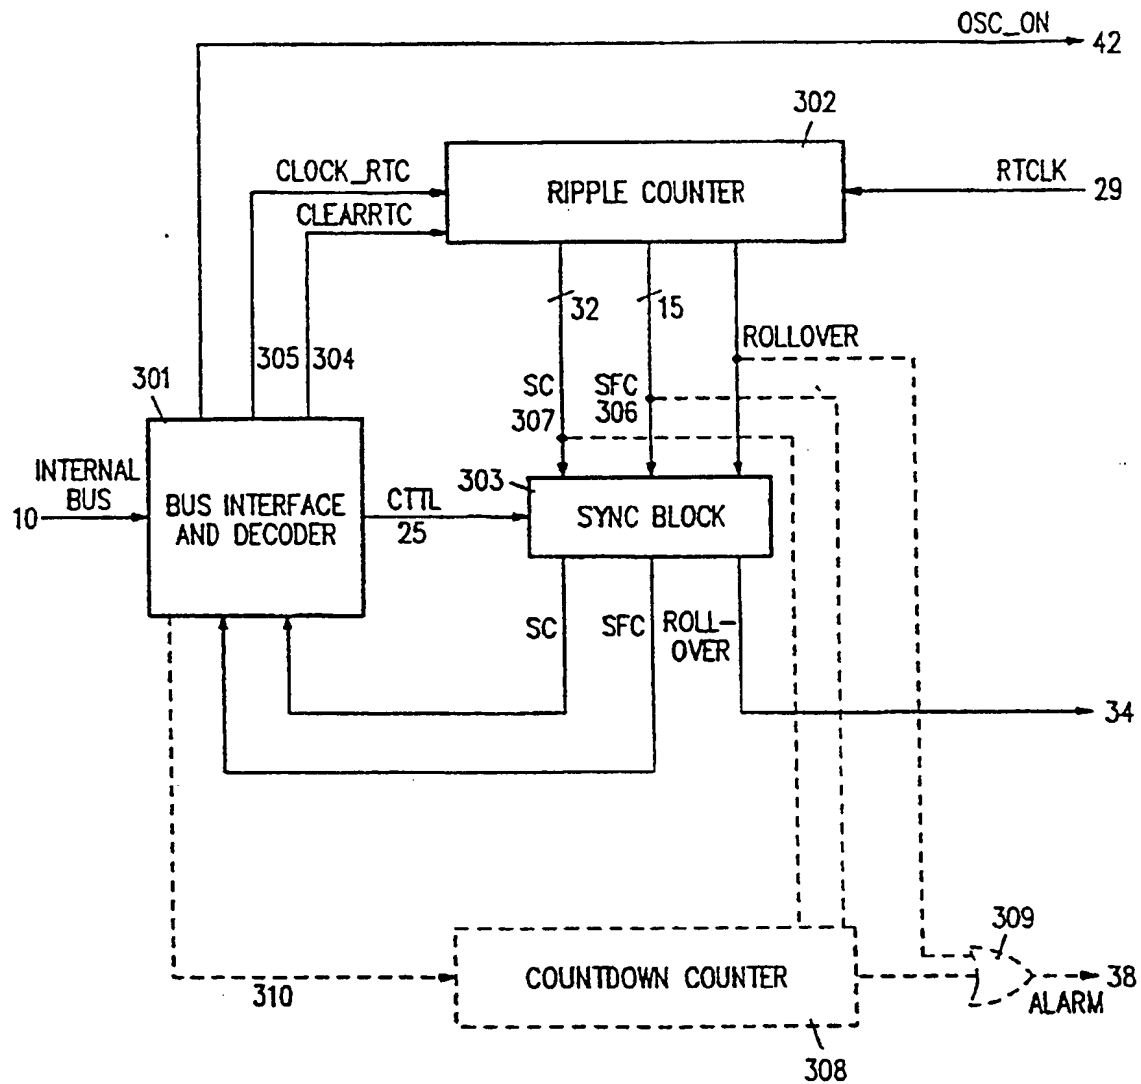 OSC_ON
42
302
CLOCK_RTC
RIPPLE COUNTER
RTCLK
29
CLEARRTC
32
15
305
304
ROLLOVER
301
SC
307
SFC
306
INTERNAL
BUS
10
BUS INTERFACE
AND DECODER
CTTL
25
303
SYNC BLOCK
SC
SFC
ROLL-
OVER
34
309
310
COUNTDOWN COUNTER
38
ALARM
308